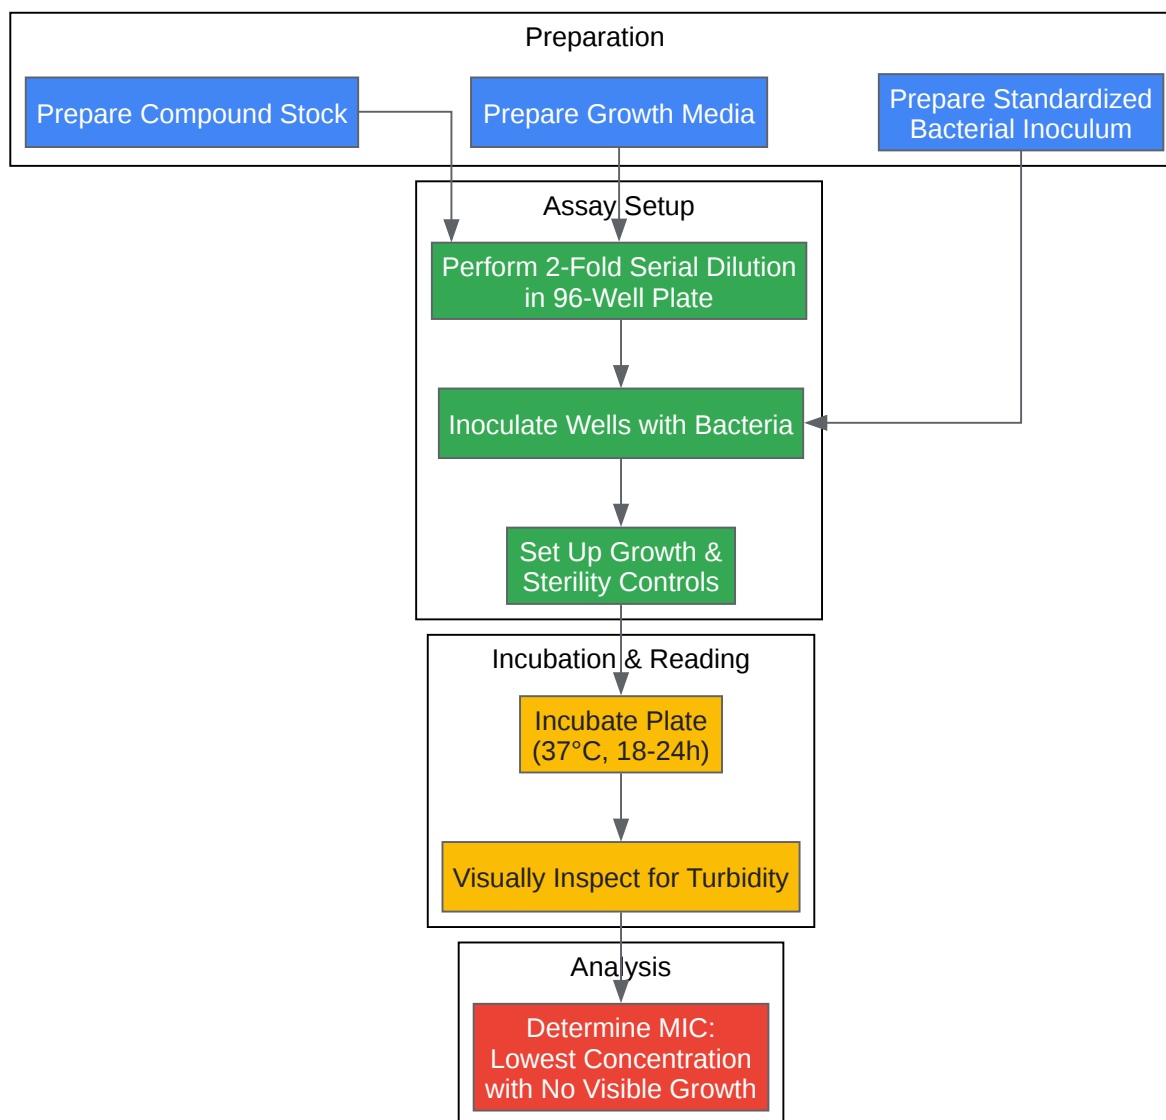 Preparation
Prepare Compound Stock
Prepare Growth Media
Prepare Standardized
Bacterial Inoculum
Assay Setup
Perform 2-Fold Serial Dilution
in 96-Well Plate
Inoculate Wells with Bacteria
Set Up Growth &
Sterility Controls
Incubation & Reading
Incubate Plate
(37°C, 18-24h)
Visually Inspect for Turbidity
Analysis
Determine MIC:
Lowest Concentration
with No Visible Growth